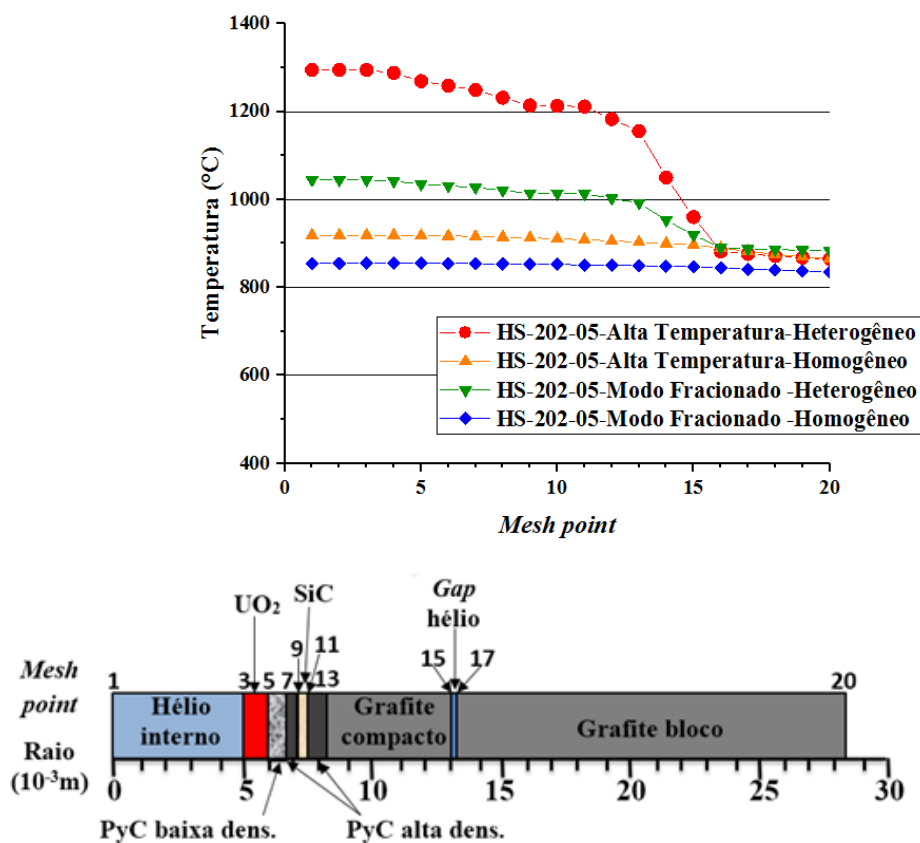 1400
1200
1000
800
600
400
Temperatura (°C)
HS-202-05-Alta Temperatura-Heterogêneo
HS-202-05-Alta Temperatura-Homogêneo
HS-202-05-Modo Fracionado -Heterogêneo
HS-202-05-Modo Fracionado -Homogêneo
0 5 10 15 20
Mesh point
UO₂ SiC Gap
hélio
9 11 15 17
Mesh
point
1 3 5 7 13 20
Hélio
interno
Grafite
compacto
Grafite bloco
Raio
(10⁻³m)
0 5 10 15 20 25 30
PyC baixa dens. PyC alta dens.